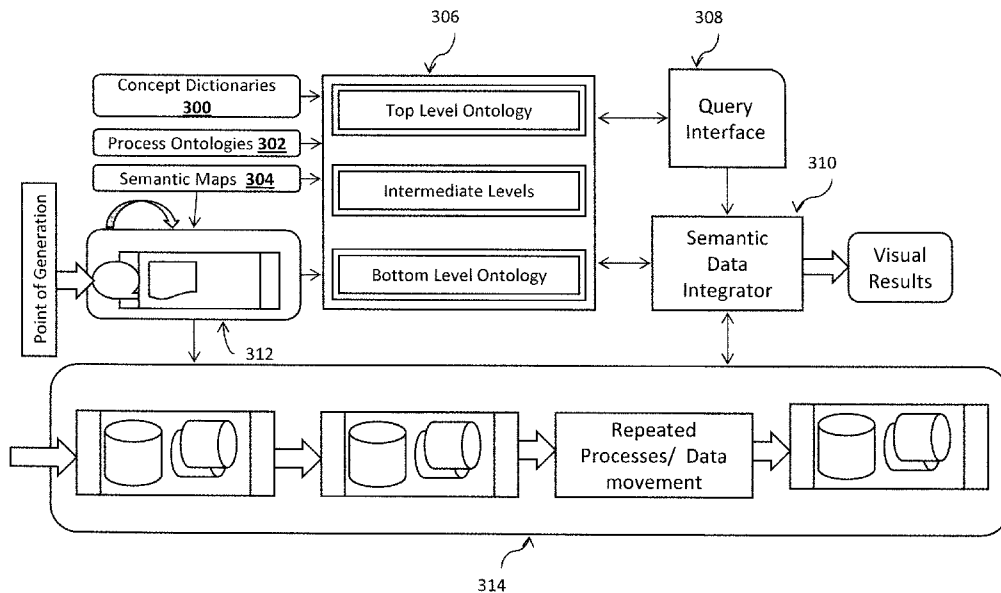 306
308
Concept Dictionaries
300
Top Level Ontology
Query
Interface
Process Ontologies 302
Semantic Maps 304
Intermediate Levels
310
Point of Generation
Semantic
Data
Integrator
Visual
Results
Bottom Level Ontology
312
Repeated
Processes/ Data
movement
314